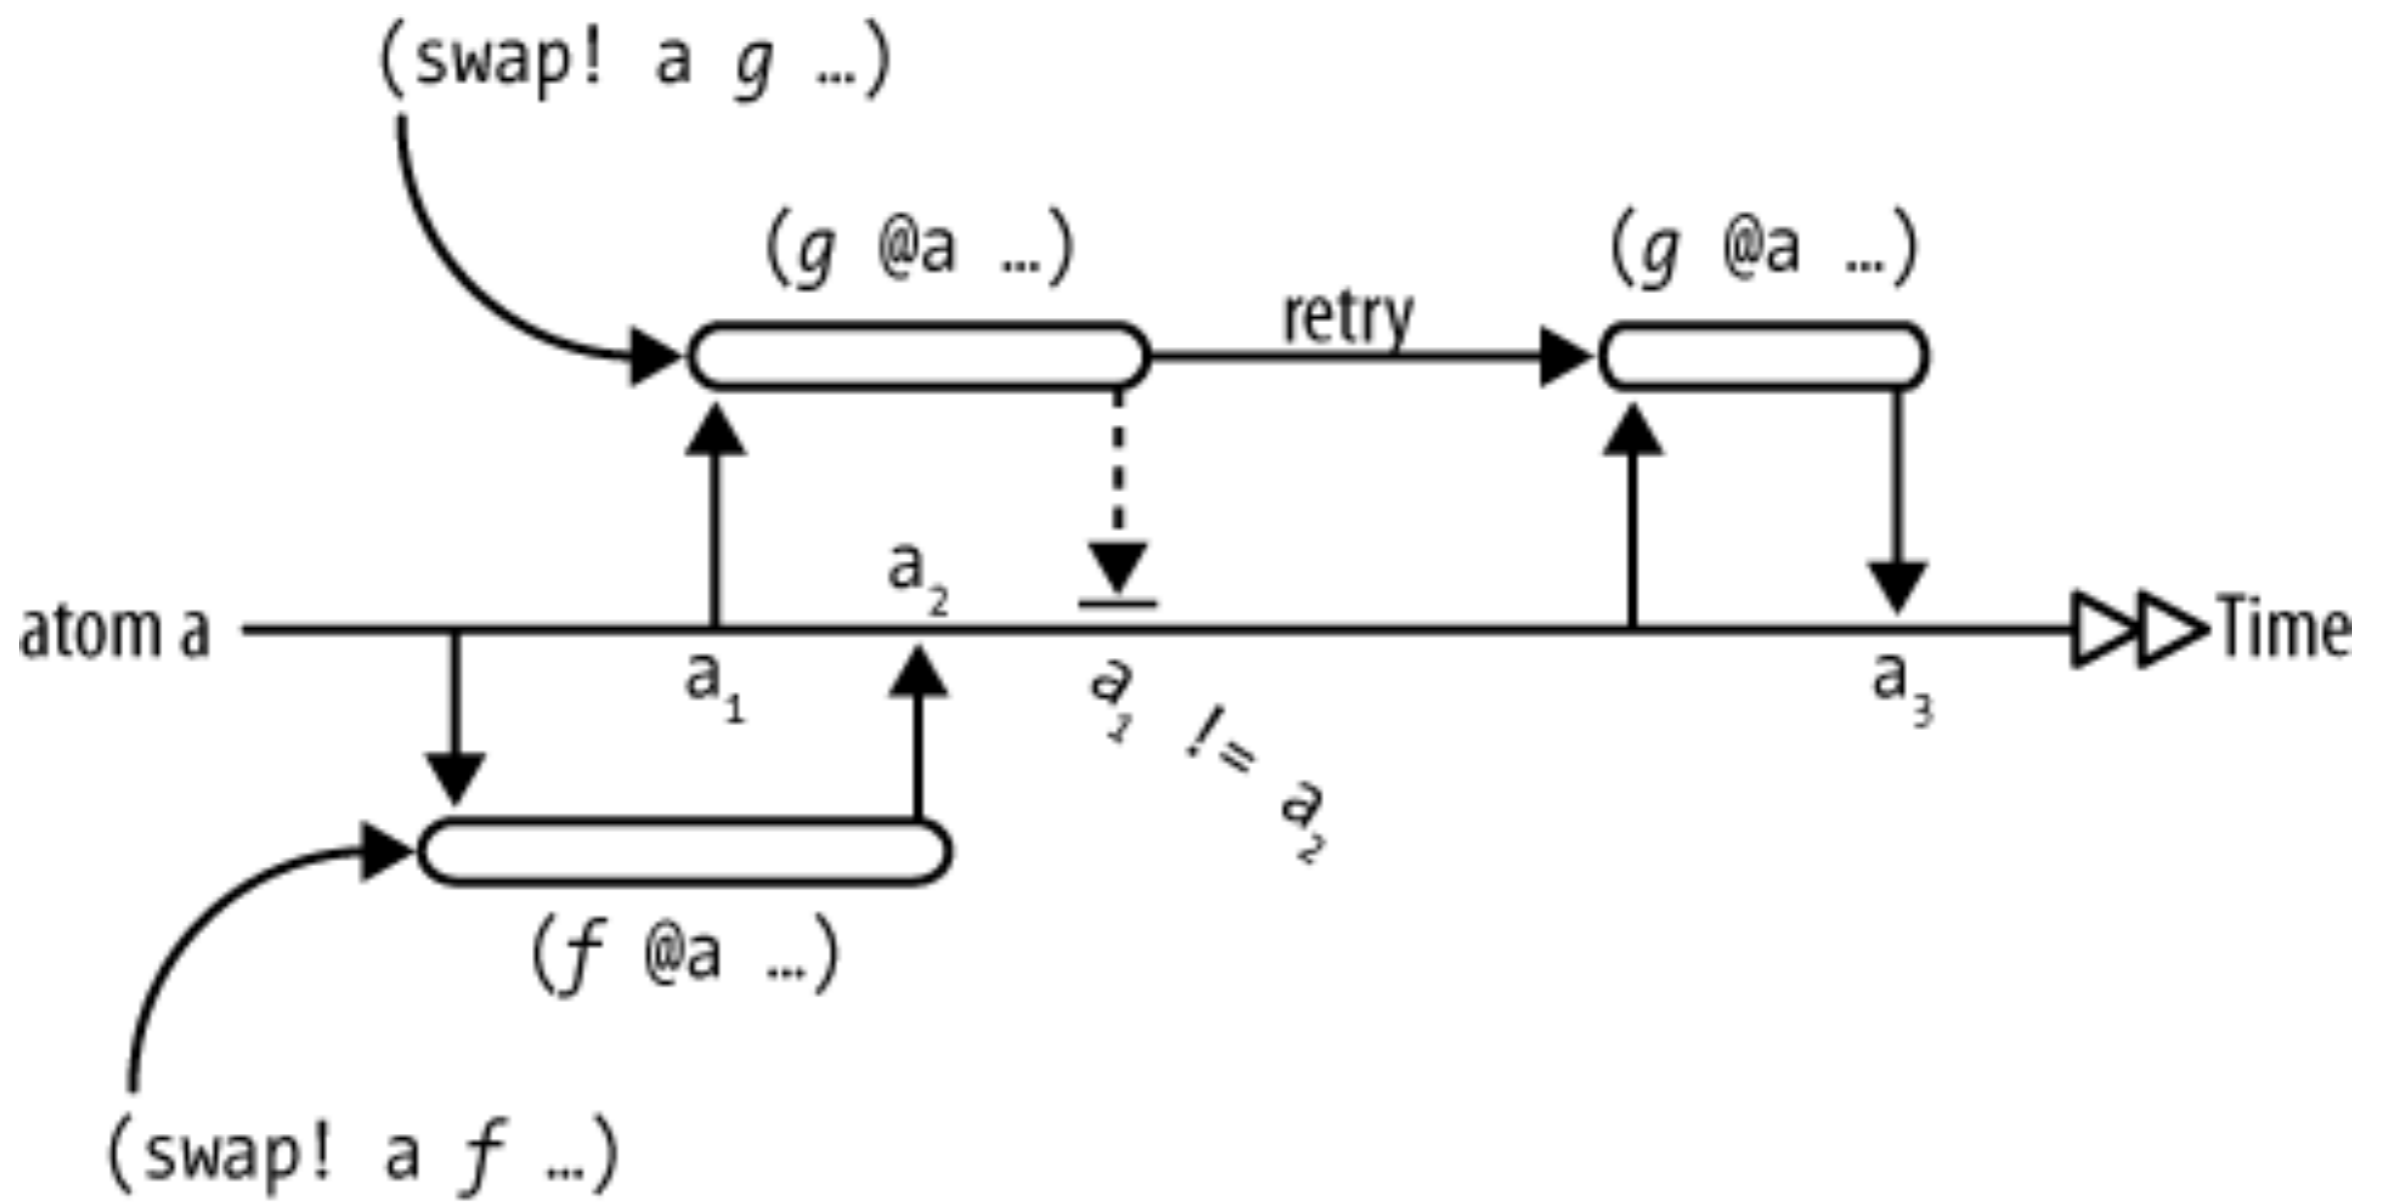 (swap! a g …)
(g @a …)
(g @a …)
retry
a₂
atom a
Time
a₁
a₁ != a₂
a₃
(f @a …)
(swap! a f …)